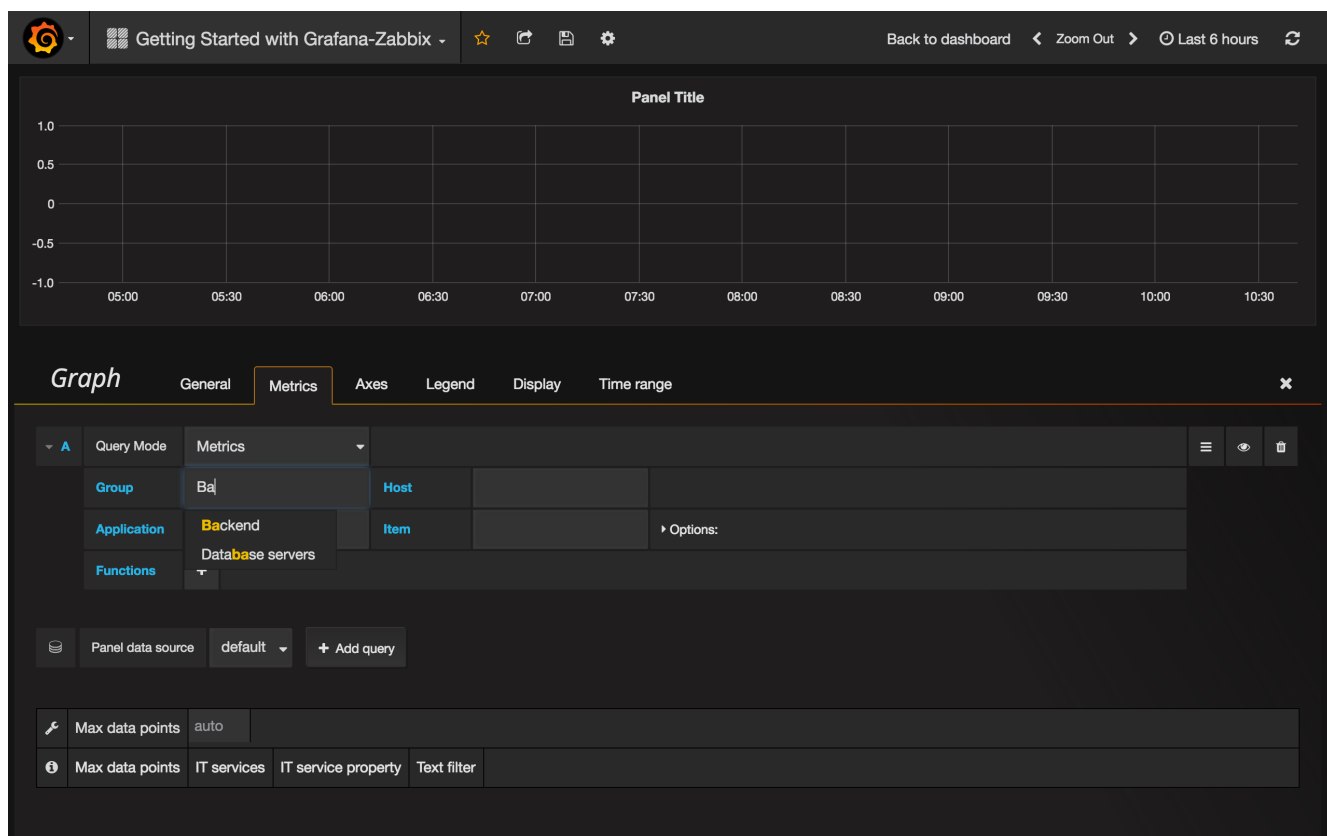 Getting Started with Grafana-Zabbix Back to dashboard Zoom Out Last 6 hours
Panel Title
1.0
0.5
0
-0.5
-1.0
05:00 05:30 06:00 06:30 07:00 07:30 08:00 08:30 09:00 09:30 10:00 10:30
Graph General Metrics Axes Legend Display Time range
A Query Mode Metrics
Group Ba Host
Application Backend Item Options:
Database servers
Functions +
Panel data source default + Add query
Max data points auto
Max data points IT services IT service property Text filter